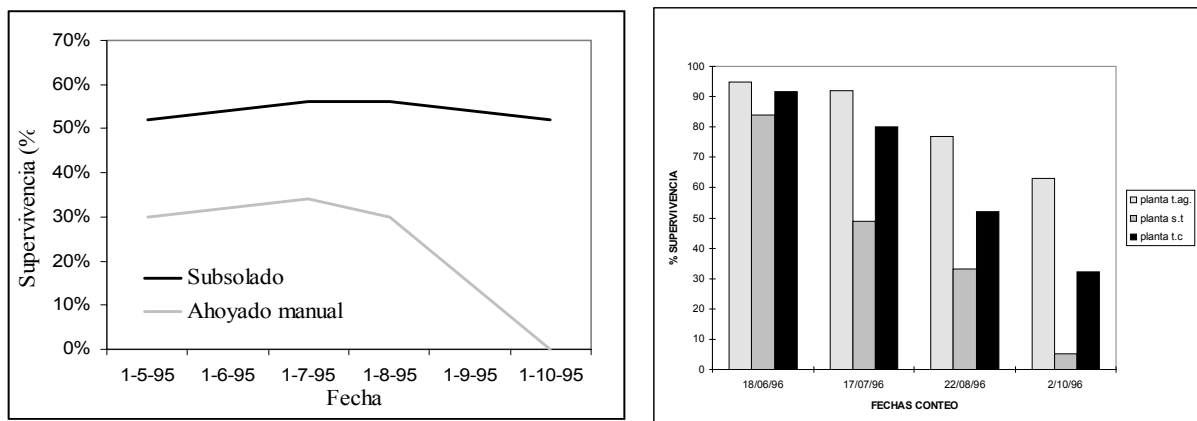 70%
60%
50%
40%
30%
20%
10%
0%
Supervivencia (%
Subsolado
Ahoyado manual
1-5-95 1-6-95 1-7-95 1-8-95 1-9-95 1-10-95
Fecha
100
90
80
70
60
50
40
30
20
10
0
% SUPERVIVENCIA
18/06/96 17/07/96 22/08/96 2/10/96
FECHAS CONTEO
planta t.ag.
planta s.t
planta t.c